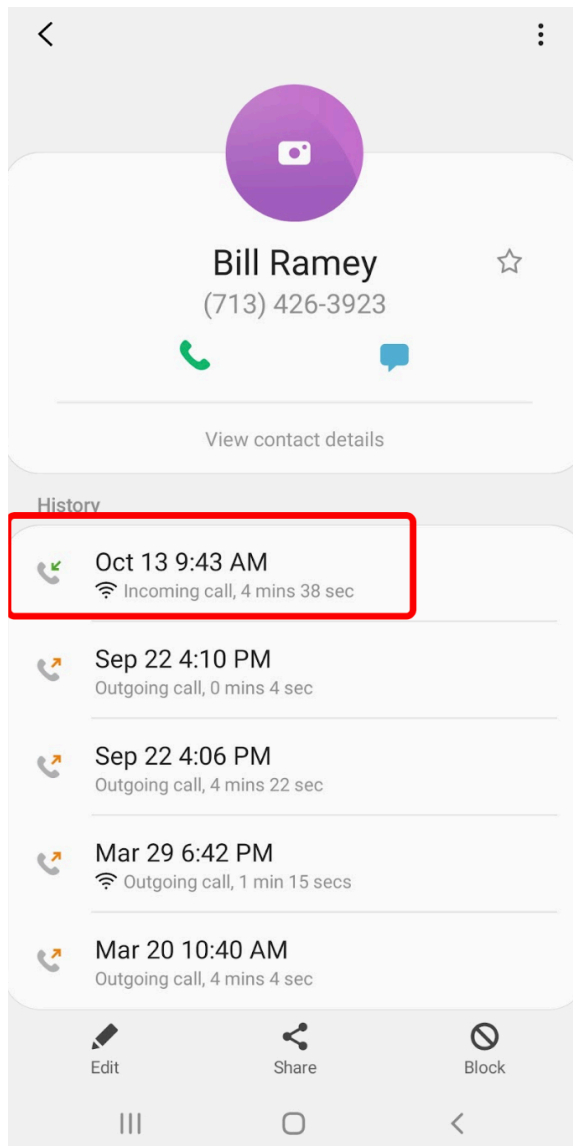 Bill Ramey
(713) 426-3923
View contact details
History
Oct 13 9:43 AM
Incoming call, 4 mins 38 sec
Sep 22 4:10 PM
Outgoing call, 0 mins 4 sec
Sep 22 4:06 PM
Outgoing call, 4 mins 22 sec
Mar 29 6:42 PM
Outgoing call, 1 min 15 secs
Mar 20 10:40 AM
Outgoing call, 4 mins 4 sec
Edit Share Block